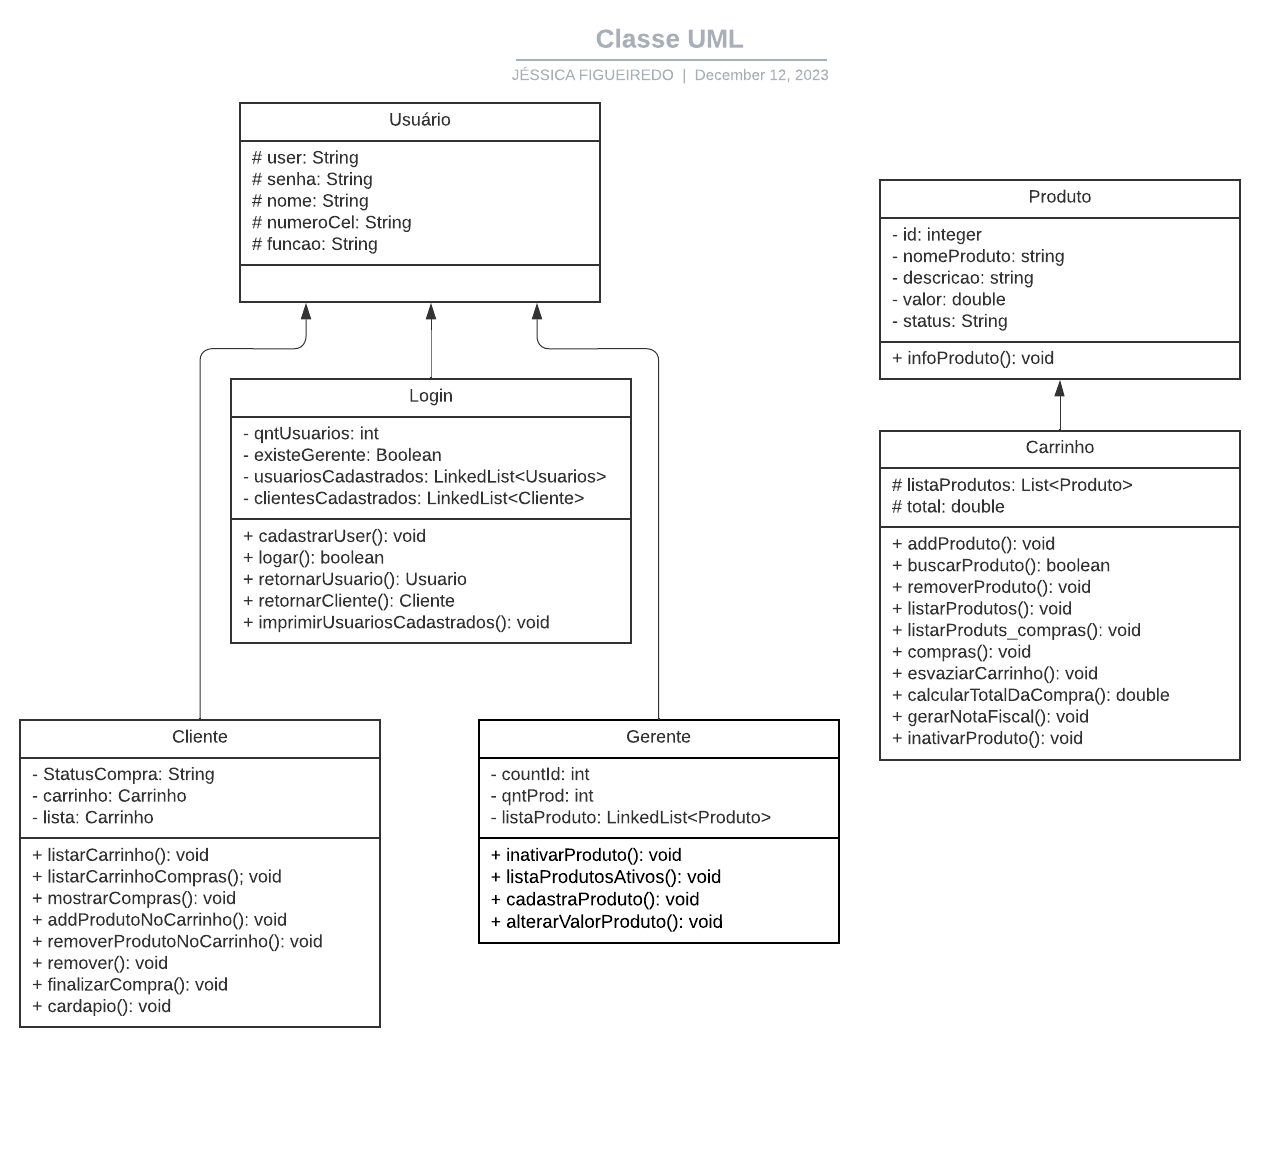 Classe UML
JÉSSICA FIGUEIREDO | December 12, 2023
Usuário
# user: String
# senha: String
# nome: String
# numeroCel: String
# funcao: String
Login
- qntUsuarios: int
- existeGerente: Boolean
- usuariosCadastrados: LinkedList<Usuarios>
- clientesCadastrados: LinkedList<Cliente>
+ cadastrarUser(): void
+ logar(): boolean
+ retornarUsuario(): Usuario
+ retornarCliente(): Cliente
+ imprimirUsuariosCadastrados(): void
Cliente
- StatusCompra: String
- carrinho: Carrinho
- lista: Carrinho
+ listarCarrinho(): void
+ listarCarrinhoCompras(); void
+ mostrarCompras(): void
+ addProdutoNoCarrinho(): void
+ removerProdutoNoCarrinho(): void
+ remover(): void
+ finalizarCompra(): void
+ cardapio(): void
Gerente
- countId: int
- qntProd: int
- listaProduto: LinkedList<Produto>
+ inativarProduto(): void
+ listaProdutosAtivos(): void
+ cadastraProduto(): void
+ alterarValorProduto(): void
Produto
- id: integer
- nomeProduto: string
- descricao: string
- valor: double
- status: String
+ infoProduto(): void
Carrinho
# listaProdutos: List<Produto>
# total: double
+ addProduto(): void
+ buscarProduto(): boolean
+ removerProduto(): void
+ listarProdutos(): void
+ listarProduts_compras(): void
+ compras(): void
+ esvaziarCarrinho(): void
+ calcularTotalDaCompra(): double
+ gerarNotaFiscal(): void
+ inativarProduto(): void